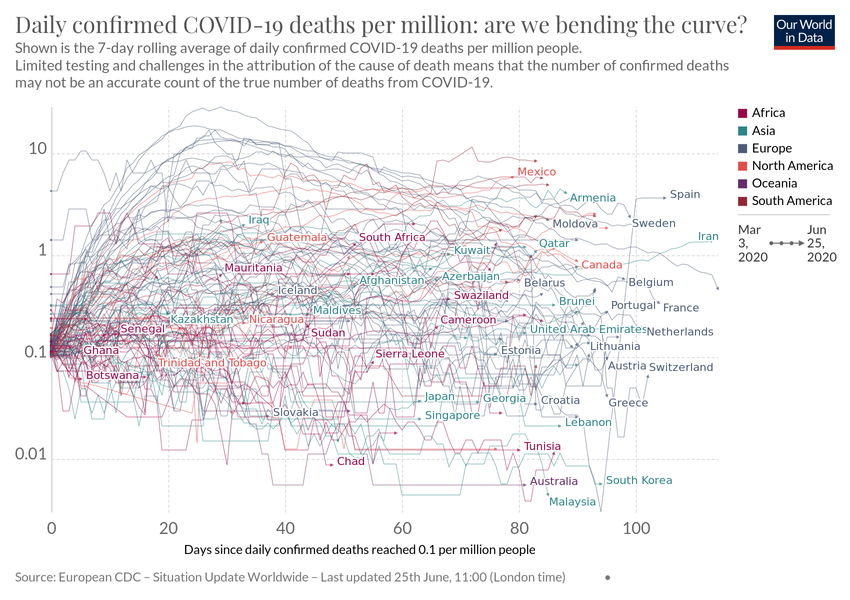 Daily confirmed COVID-19 deaths per million: are we bending the curve?
Our World
in Data
Shown is the 7-day rolling average of daily confirmed COVID-19 deaths per million people.
Limited testing and challenges in the attribution of the cause of death means that the number of confirmed deaths
may not be an accurate count of the true number of deaths from COVID-19.
Africa
Asia
Europe
North America
Oceania
South America
Mar
3,
2020
Jun
25,
2020
10
1
0.1
0.01
Mexico
Armenia
Spain
Iraq
Moldova
Sweden
Guatemala
South Africa
Iran
Kuwait
Qatar
Mauritania
Canada
Afghanistan
Azerbaijan
Iceland
Belarus
Belgium
Swaziland
Maldives
Brunei
Portugal
France
Kazakhstan
Nicaragua
Cameroon
Senegal
Sudan
United Arab Emirates
Netherlands
Ghana
Sierra Leone
Estonia
Lithuania
Trinidad and Tobago
Austria
Switzerland
Botswana
Japan
Georgia
Croatia
Greece
Slovakia
Singapore
Lebanon
Tunisia
Chad
Australia
South Korea
Malaysia
0
20
40
60
80
100
Days since daily confirmed deaths reached 0.1 per million people
Source: European CDC – Situation Update Worldwide – Last updated 25th June, 11:00 (London time)